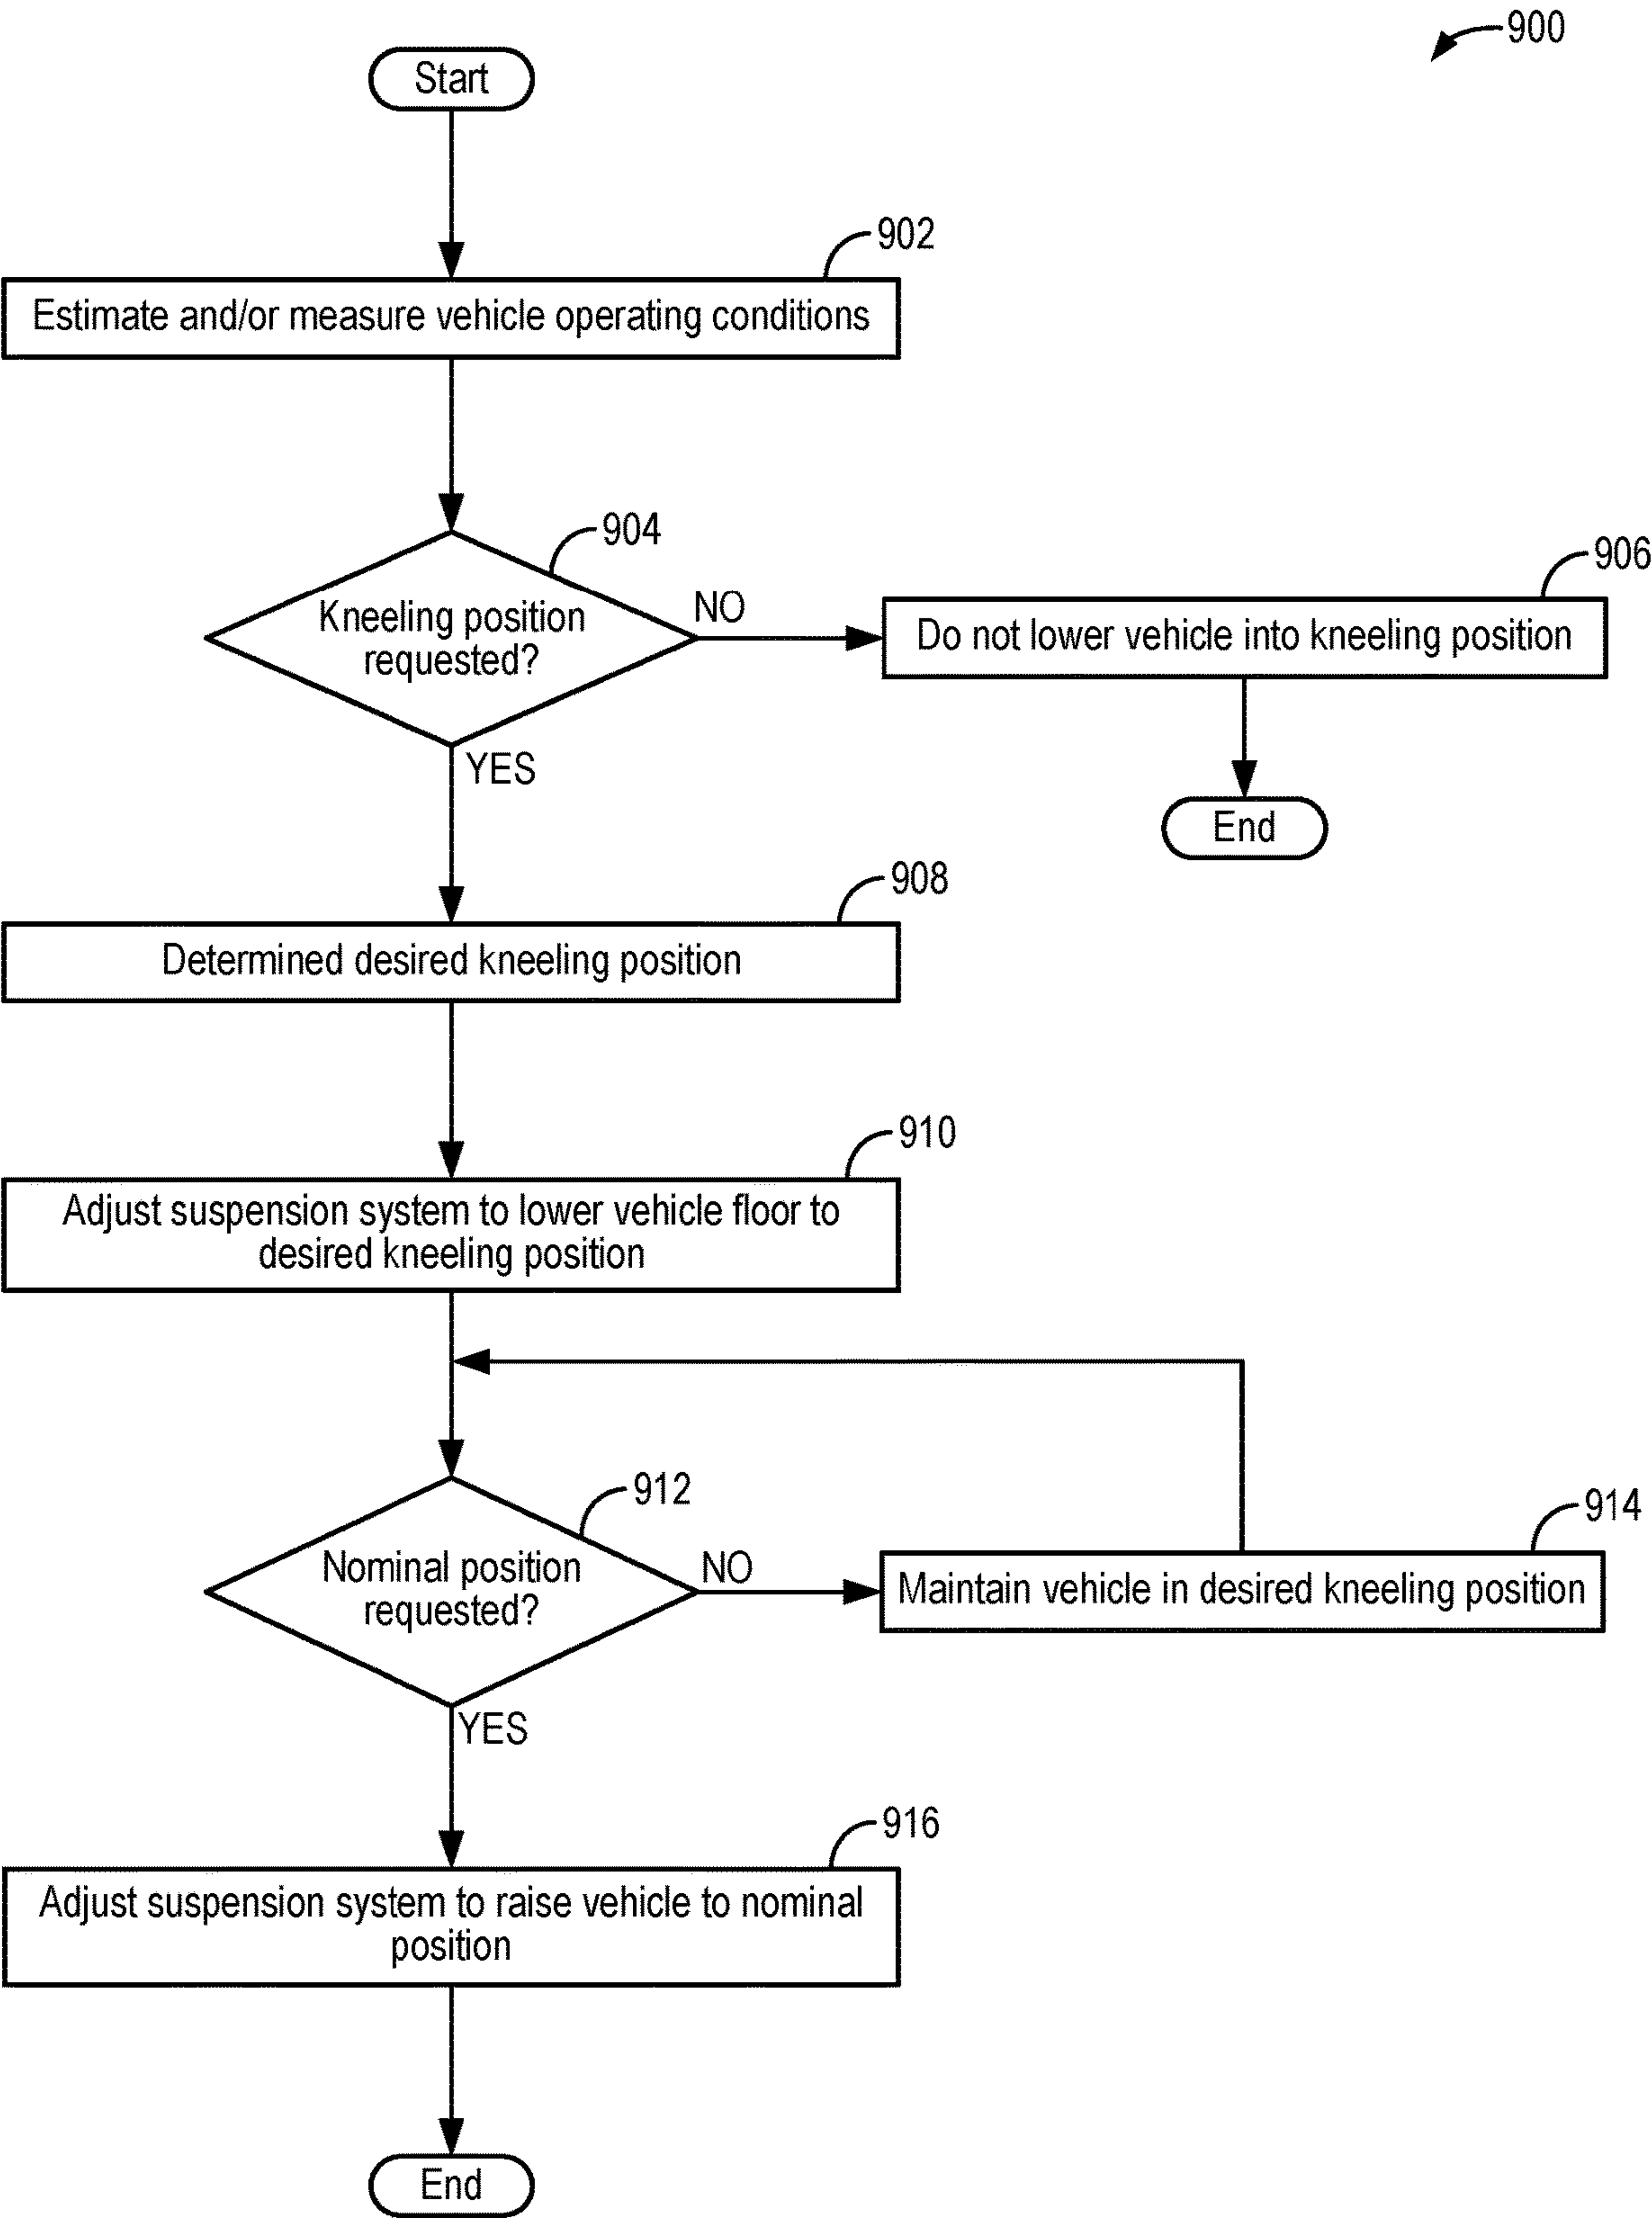 900
Start
902
Estimate and/or measure vehicle operating conditions
904
Kneeling position
requested?
NO
906
Do not lower vehicle into kneeling position
YES
End
908
Determined desired kneeling position
910
Adjust suspension system to lower vehicle floor to
desired kneeling position
912
Nominal position
requested?
NO
914
Maintain vehicle in desired kneeling position
YES
916
Adjust suspension system to raise vehicle to nominal
position
End